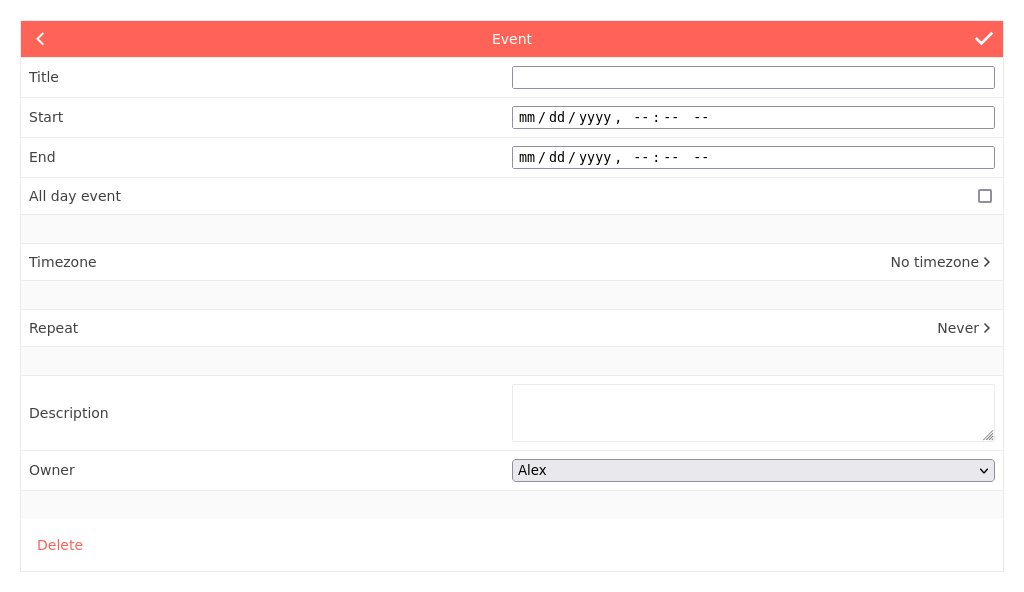 Event
Title
Start mm/dd/yyyy, --:-- --
End mm/dd/yyyy, --:-- --
All day event
Timezone No timezone
Repeat Never
Description
Owner Alex
Delete